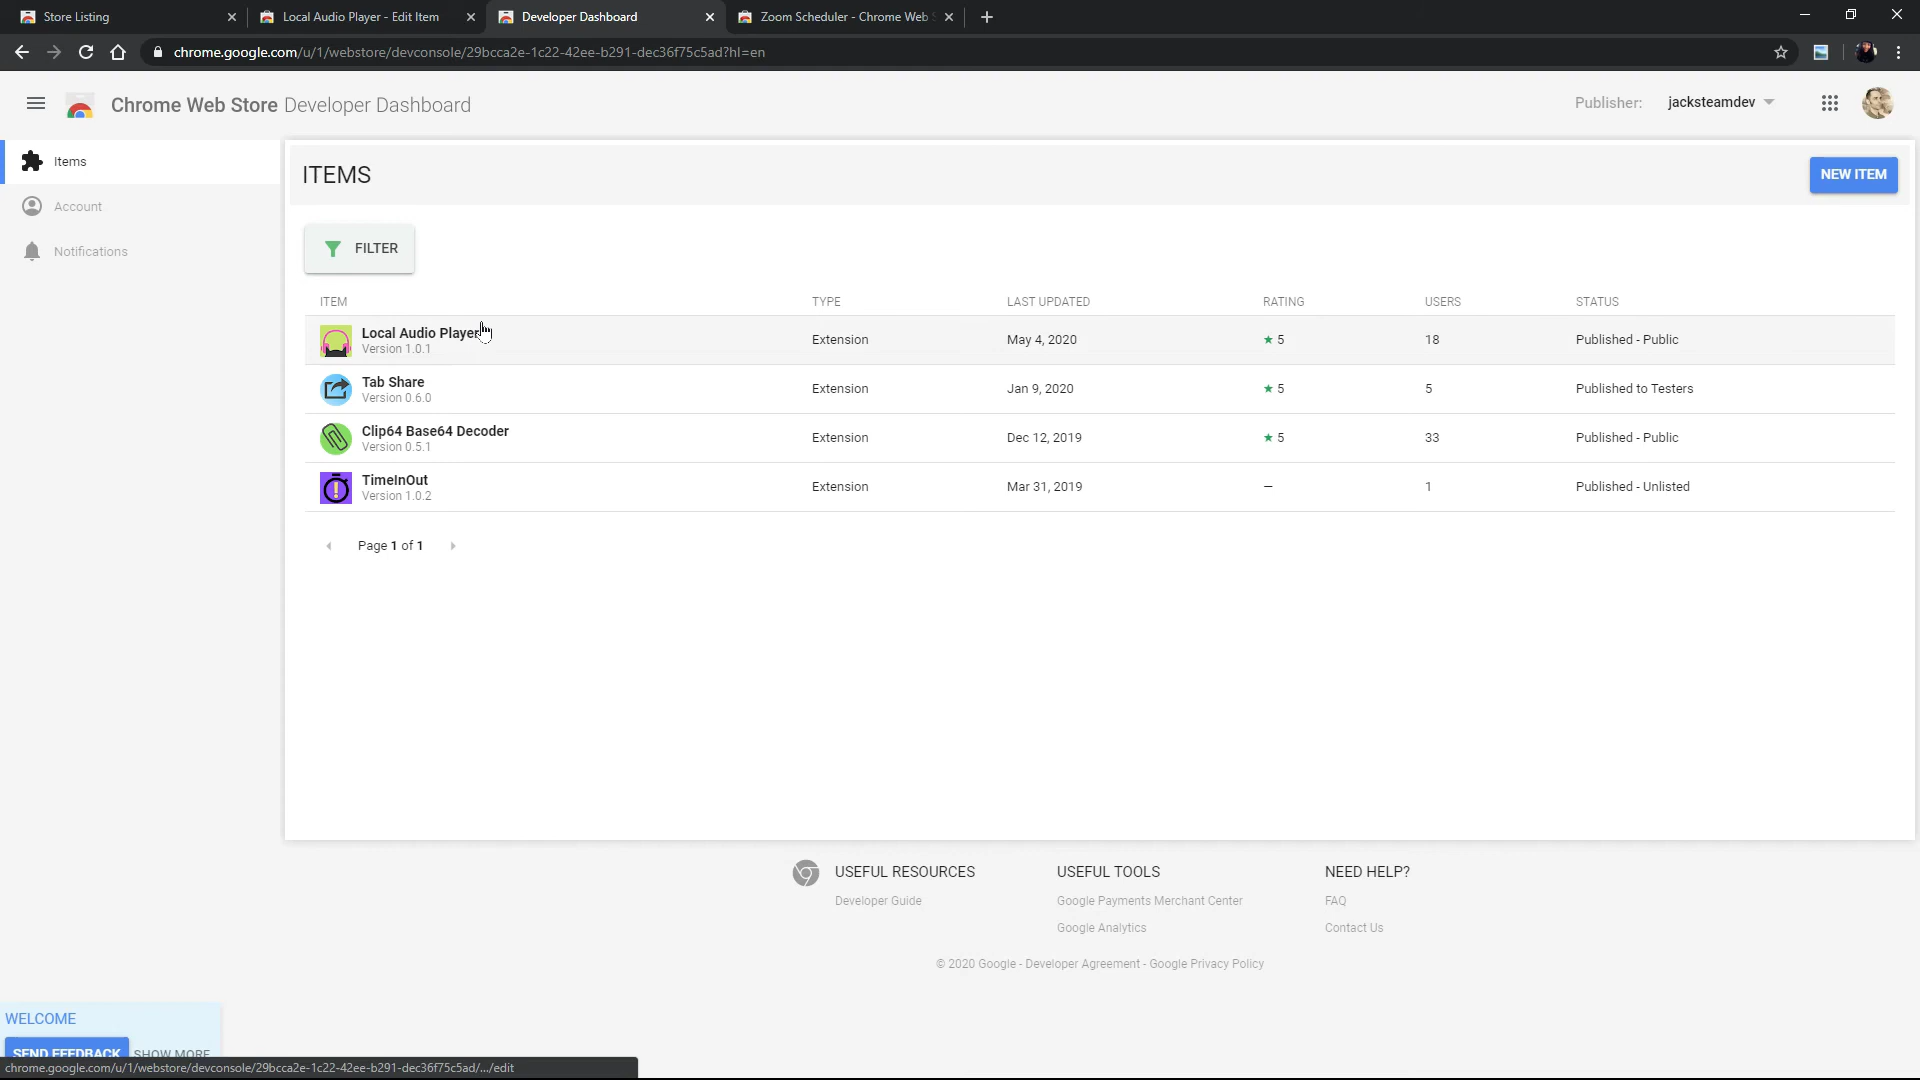 Store Listing
Local Audio Player - Edit Item
Developer Dashboard
Zoom Scheduler - Chrome Web
chrome.google.com/u/1/webstore/devconsole/29bcca2e-1c22-42ee-b291-dec36f75c5ad?hl=en
Chrome Web Store Developer Dashboard
Publisher: jacksteamdev
Items
Account
Notifications
ITEMS
NEW ITEM
FILTER
ITEM TYPE LAST UPDATED RATING USERS STATUS
Local Audio Player
Version 1.0.1
Extension May 4, 2020 ★ 5 18 Published - Public
Tab Share
Version 0.6.0
Extension Jan 9, 2020 ★ 5 5 Published to Testers
Clip64 Base64 Decoder
Version 0.5.1
Extension Dec 12, 2019 ★ 5 33 Published - Public
TimeInOut
Version 1.0.2
Extension Mar 31, 2019 — 1 Published - Unlisted
Page 1 of 1
USEFUL RESOURCES
Developer Guide
USEFUL TOOLS
Google Payments Merchant Center
Google Analytics
NEED HELP?
FAQ
Contact Us
© 2020 Google - Developer Agreement - Google Privacy Policy
WELCOME
SEND FEEDBACK SHOW MORE
chrome.google.com/u/1/webstore/devconsole/29bcca2e-1c22-42ee-b291-dec36f75c5ad/.../edit